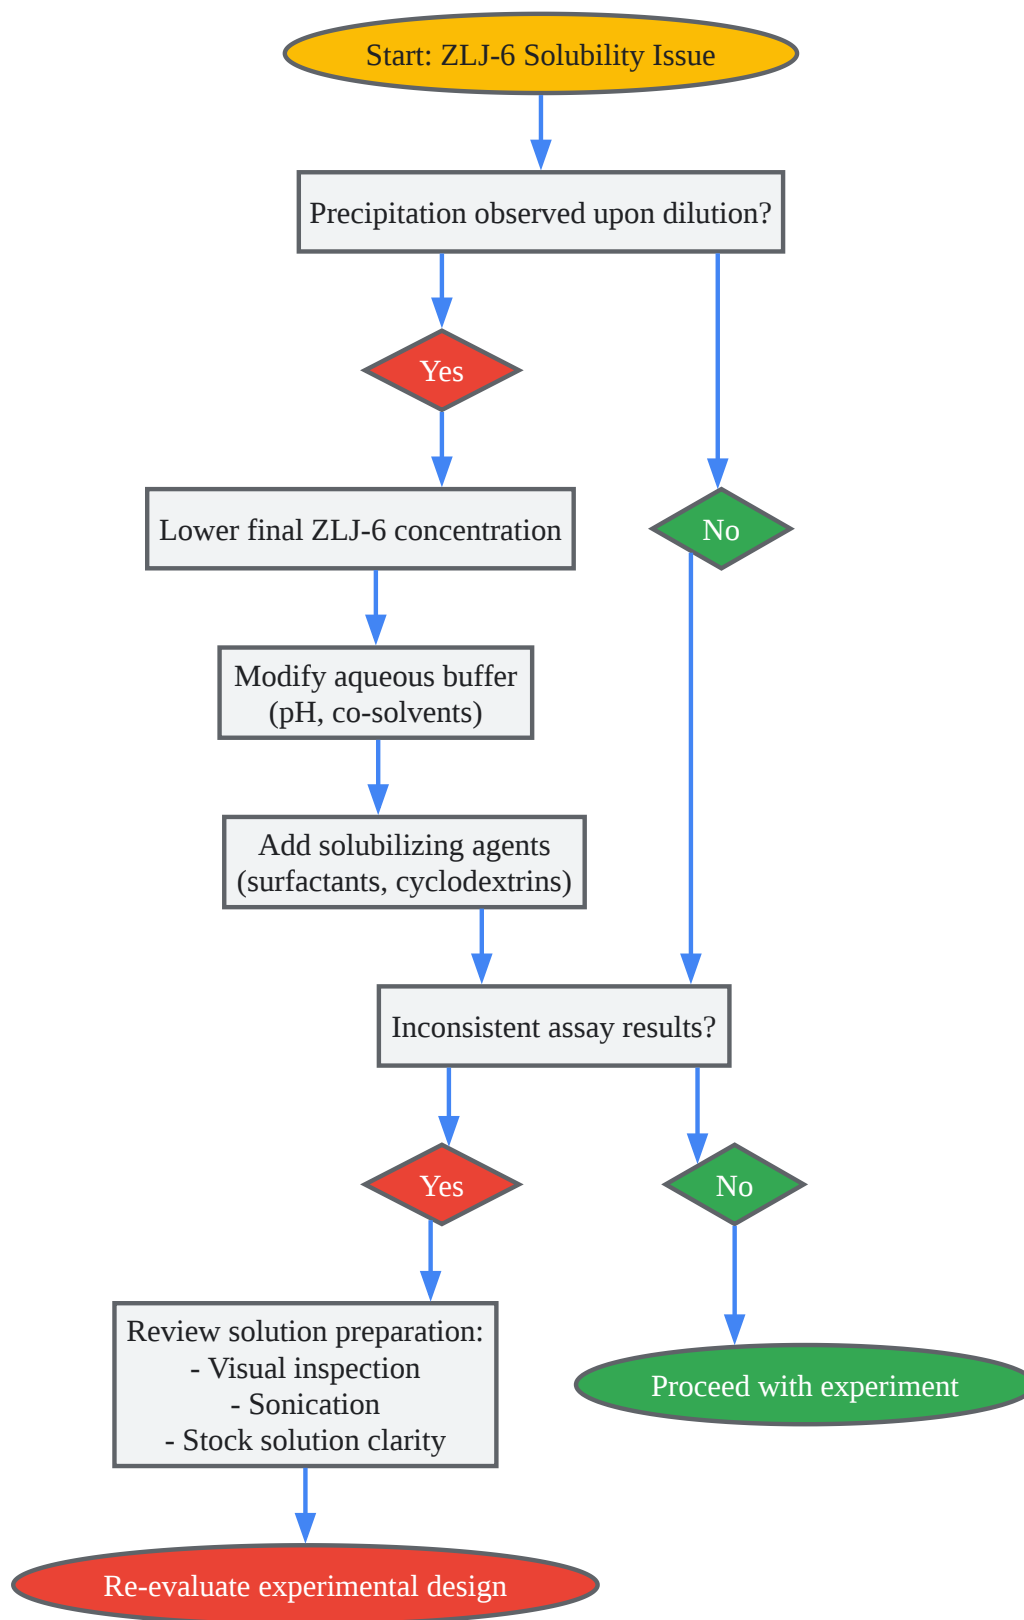 Start: ZLJ-6 Solubility Issue
Precipitation observed upon dilution?
Yes
Lower final ZLJ-6 concentration
No
Modify aqueous buffer
(pH, co-solvents)
Add solubilizing agents
(surfactants, cyclodextrins)
Inconsistent assay results?
Yes
No
Review solution preparation:
- Visual inspection
- Sonication
- Stock solution clarity
Proceed with experiment
Re-evaluate experimental design